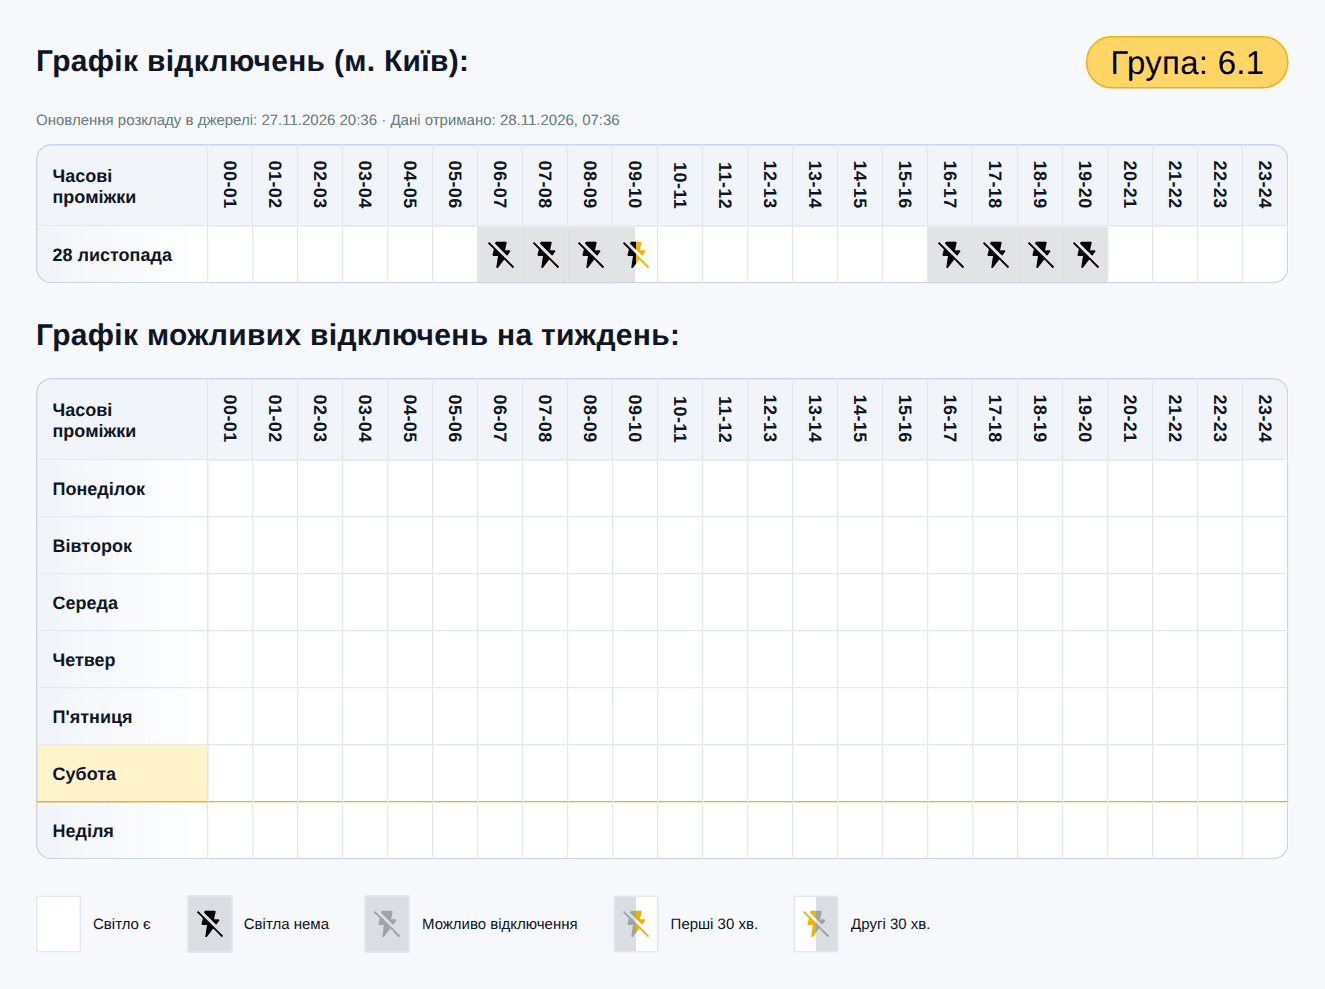 Графік відключень (м. Київ):
Група: 6.1
Оновлення розкладу в джерелі: 27.11.2026 20:36 · Дані отримано: 28.11.2026, 07:36
Часові проміжки 00-01 01-02 02-03 03-04 04-05 05-06 06-07 07-08 08-09 09-10 10-11 11-12 12-13 13-14 14-15 15-16 16-17 17-18 18-19 19-20 20-21 21-22 22-23 23-24
28 листопада
Графік можливих відключень на тиждень:
Часові проміжки 00-01 01-02 02-03 03-04 04-05 05-06 06-07 07-08 08-09 09-10 10-11 11-12 12-13 13-14 14-15 15-16 16-17 17-18 18-19 19-20 20-21 21-22 22-23 23-24
Понеділок
Вівторок
Середа
Четвер
П'ятниця
Субота
Неділя
Світло є Світла нема Можливо відключення Перші 30 хв. Другі 30 хв.